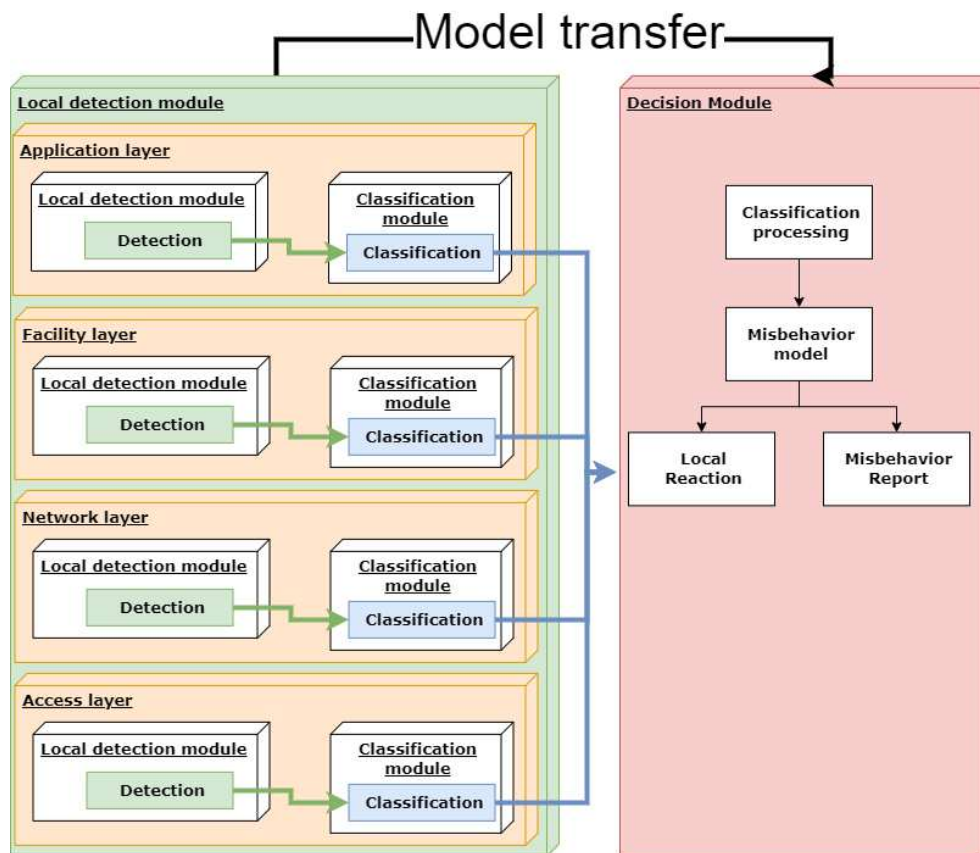 Model transfer
Local detection module
Application layer
Local detection module
Detection
Classification
module
Classification
Facility layer
Local detection module
Detection
Classification
module
Classification
Network layer
Local detection module
Detection
Classification
module
Classification
Access layer
Local detection module
Detection
Classification
module
Classification
Decision Module
Classification
processing
Misbehavior
model
Local
Reaction
Misbehavior
Report